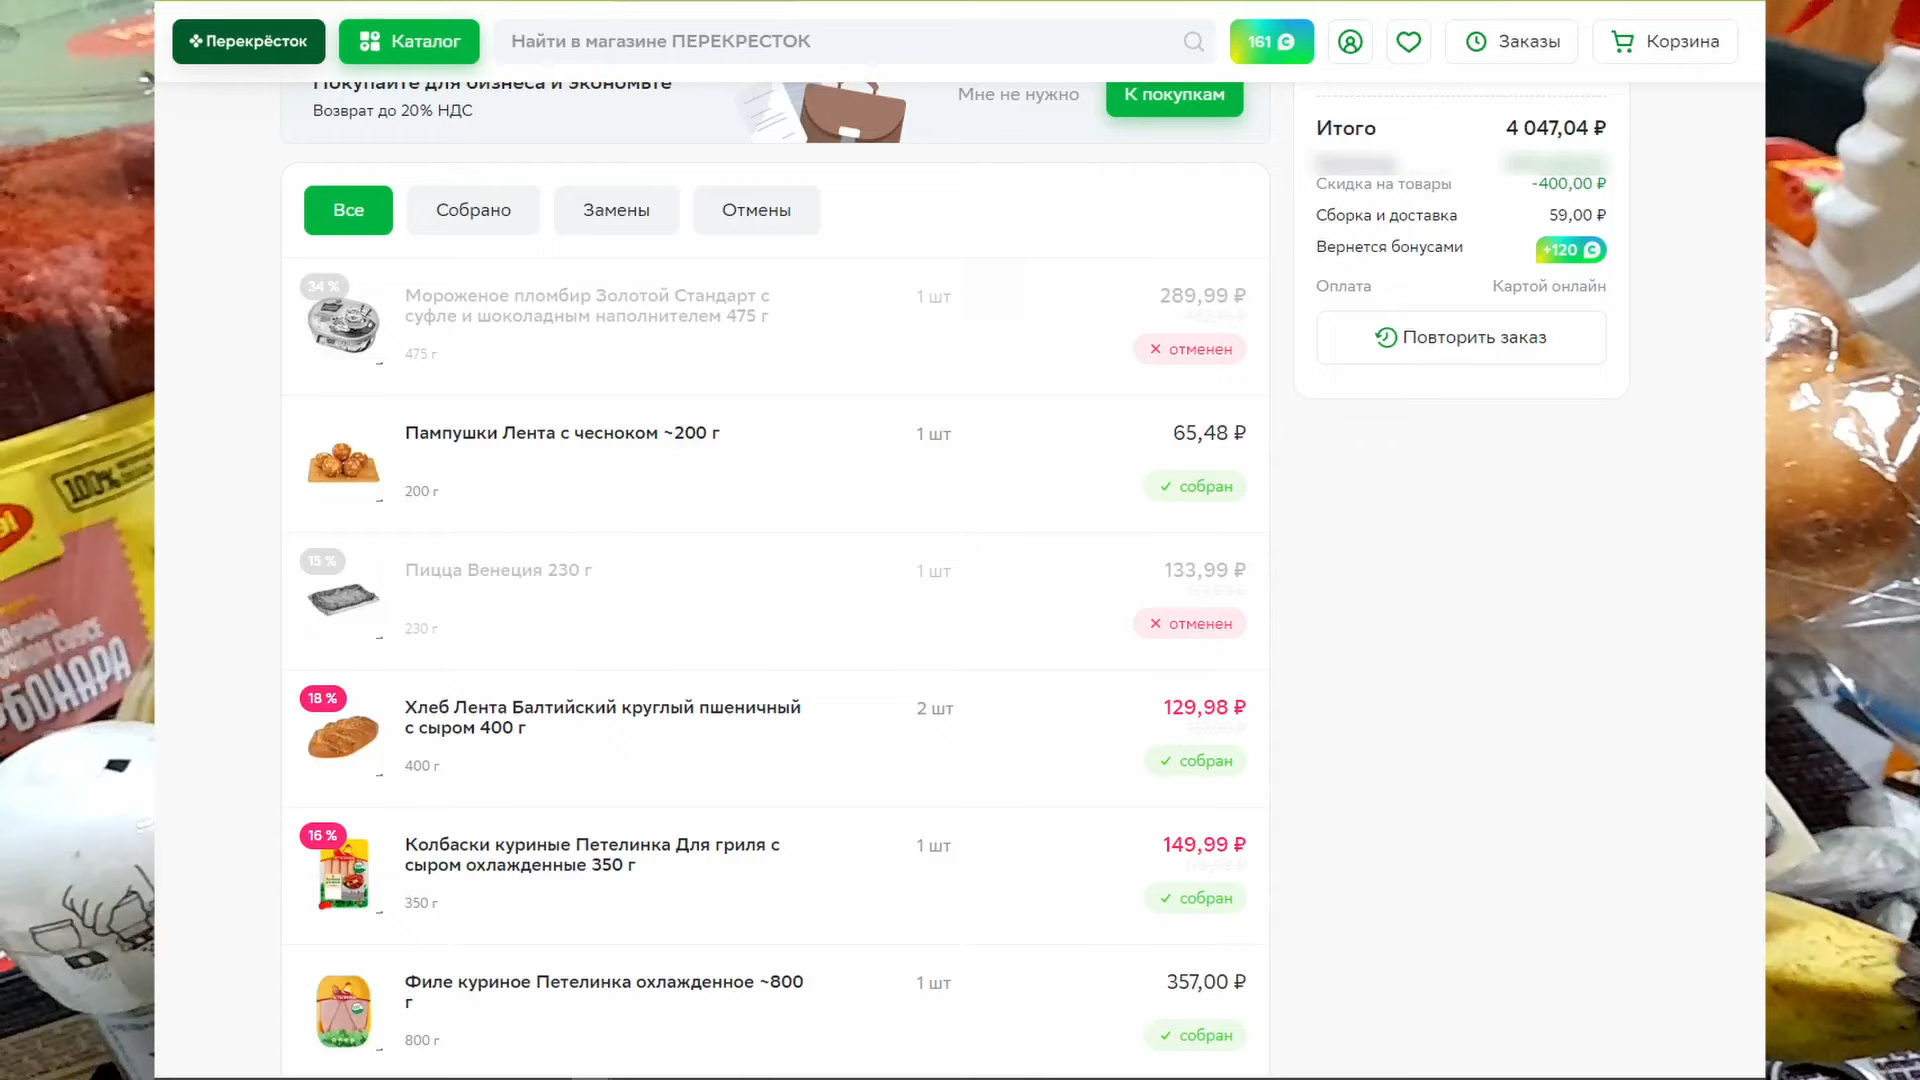 Перекрёсток
Каталог
Найти в магазине ПЕРЕКРЕСТОК
161
Заказы
Корзина
Покупайте для бизнеса и экономьте
Возврат до 20% НДС
Мне не нужно
К покупкам
Итого
4 047,04 ₽
Скидка на товары
-400,00 ₽
Сборка и доставка
59,00 ₽
Вернется бонусами
+120
Оплата
Картой онлайн
Повторить заказ
Все
Собрано
Замены
Отмены
34 %
Мороженое пломбир Золотой Стандарт с
суфле и шоколадным наполнителем 475 г
475 г
1 шт
289,99 ₽
отменен
Пампушки Лента с чесноком ~200 г
200 г
1 шт
65,48 ₽
собран
15 %
Пицца Венеция 230 г
230 г
1 шт
133,99 ₽
отменен
18 %
Хлеб Лента Балтийский круглый пшеничный
с сыром 400 г
400 г
2 шт
129,98 ₽
собран
16 %
Колбаски куриные Петелинка Для гриля с
сыром охлажденные 350 г
350 г
1 шт
149,99 ₽
собран
Филе куриное Петелинка охлажденное ~800
г
800 г
1 шт
357,00 ₽
собран
100%